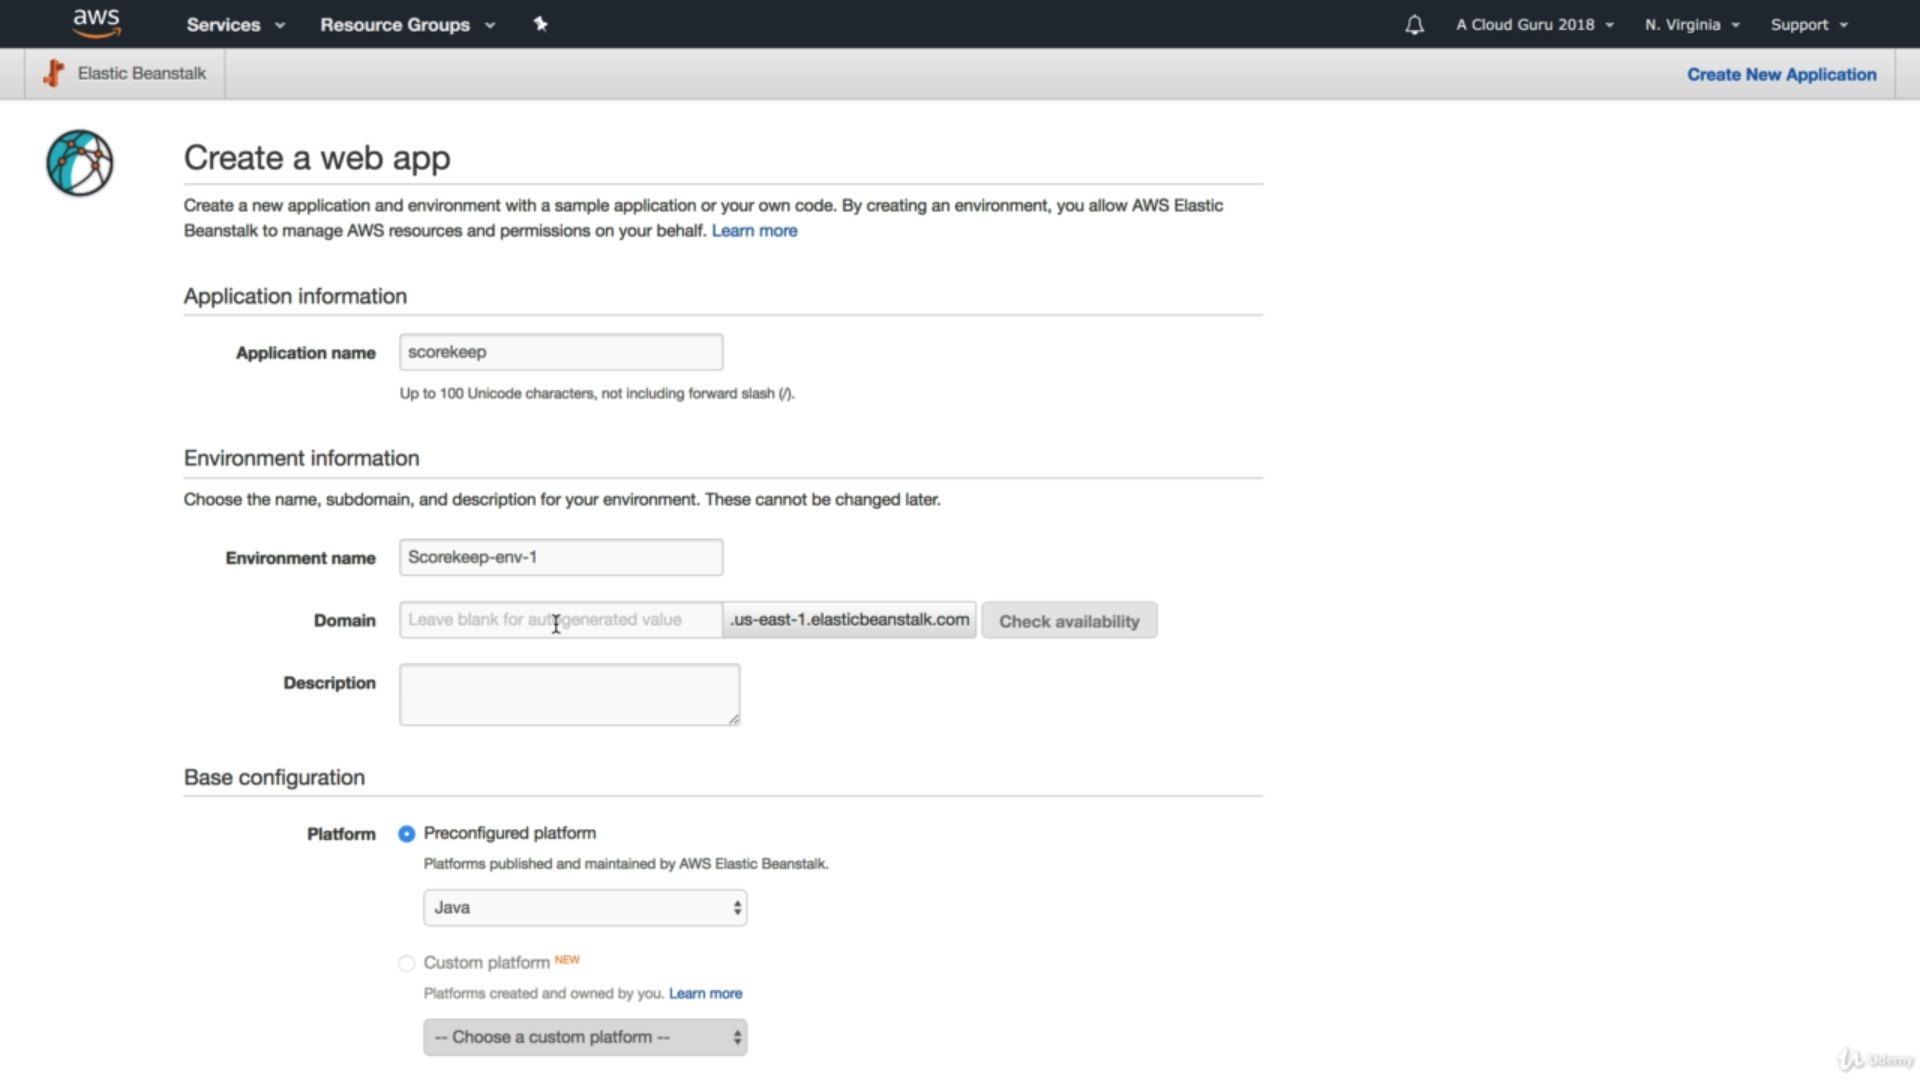 aws Services Resource Groups A Cloud Guru 2018 N. Virginia Support
Elastic Beanstalk Create New Application
Create a web app
Create a new application and environment with a sample application or your own code. By creating an environment, you allow AWS Elastic
Beanstalk to manage AWS resources and permissions on your behalf. Learn more
Application information
Application name scorekeep
Up to 100 Unicode characters, not including forward slash (/).
Environment information
Choose the name, subdomain, and description for your environment. These cannot be changed later.
Environment name Scorekeep-env-1
Domain Leave blank for autogenerated value .us-east-1.elasticbeanstalk.com Check availability
Description
Base configuration
Platform Preconfigured platform
Platforms published and maintained by AWS Elastic Beanstalk.
Java
Custom platform NEW
Platforms created and owned by you. Learn more
-- Choose a custom platform --
Udemy